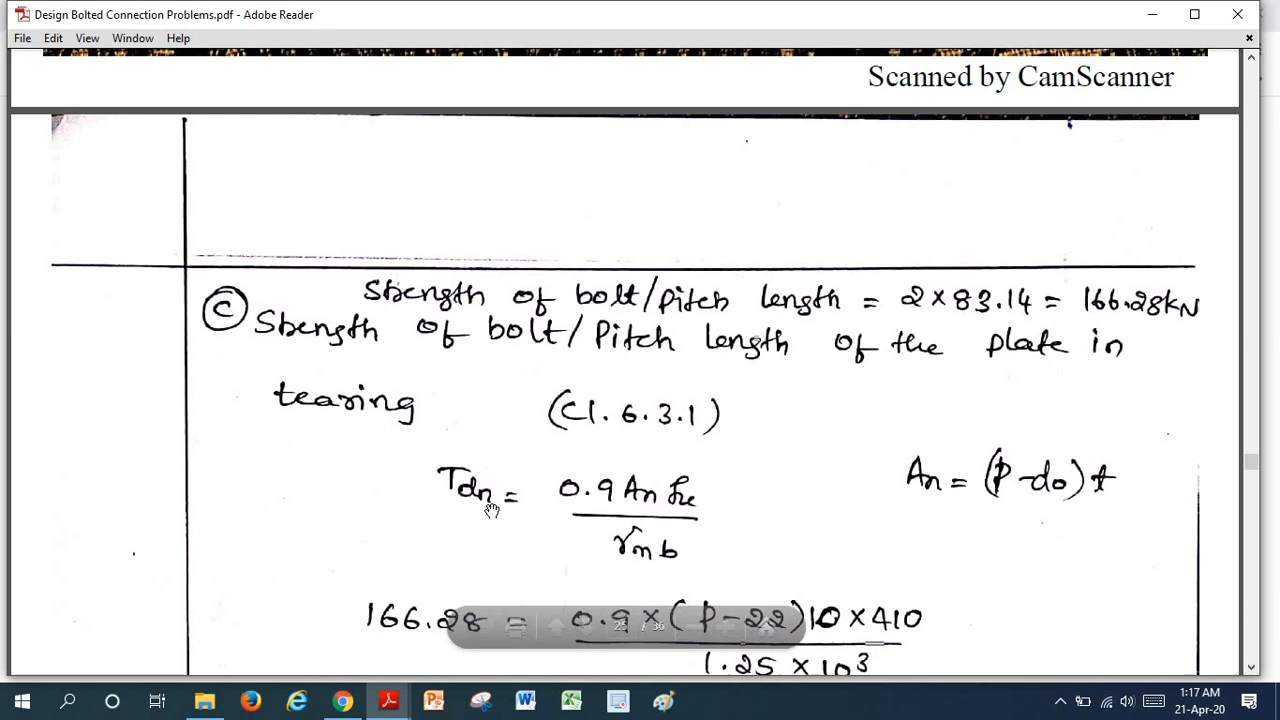 Design Bolted Connection Problems.pdf - Adobe Reader
File Edit View Window Help
Scanned by CamScanner
Strength of bolt/pitch length = 2 × 83.14 = 166.28kN
(C) Strength of bolt/Pitch length of the plate in
tearing (Cl. 6.3.1)
Tdn = 0.9 An fu
γmb
An = (P - do) t
166.28 = 0.9 × (P - 22) 10 × 410
1.25 × 10³
1:17 AM
21-Apr-20